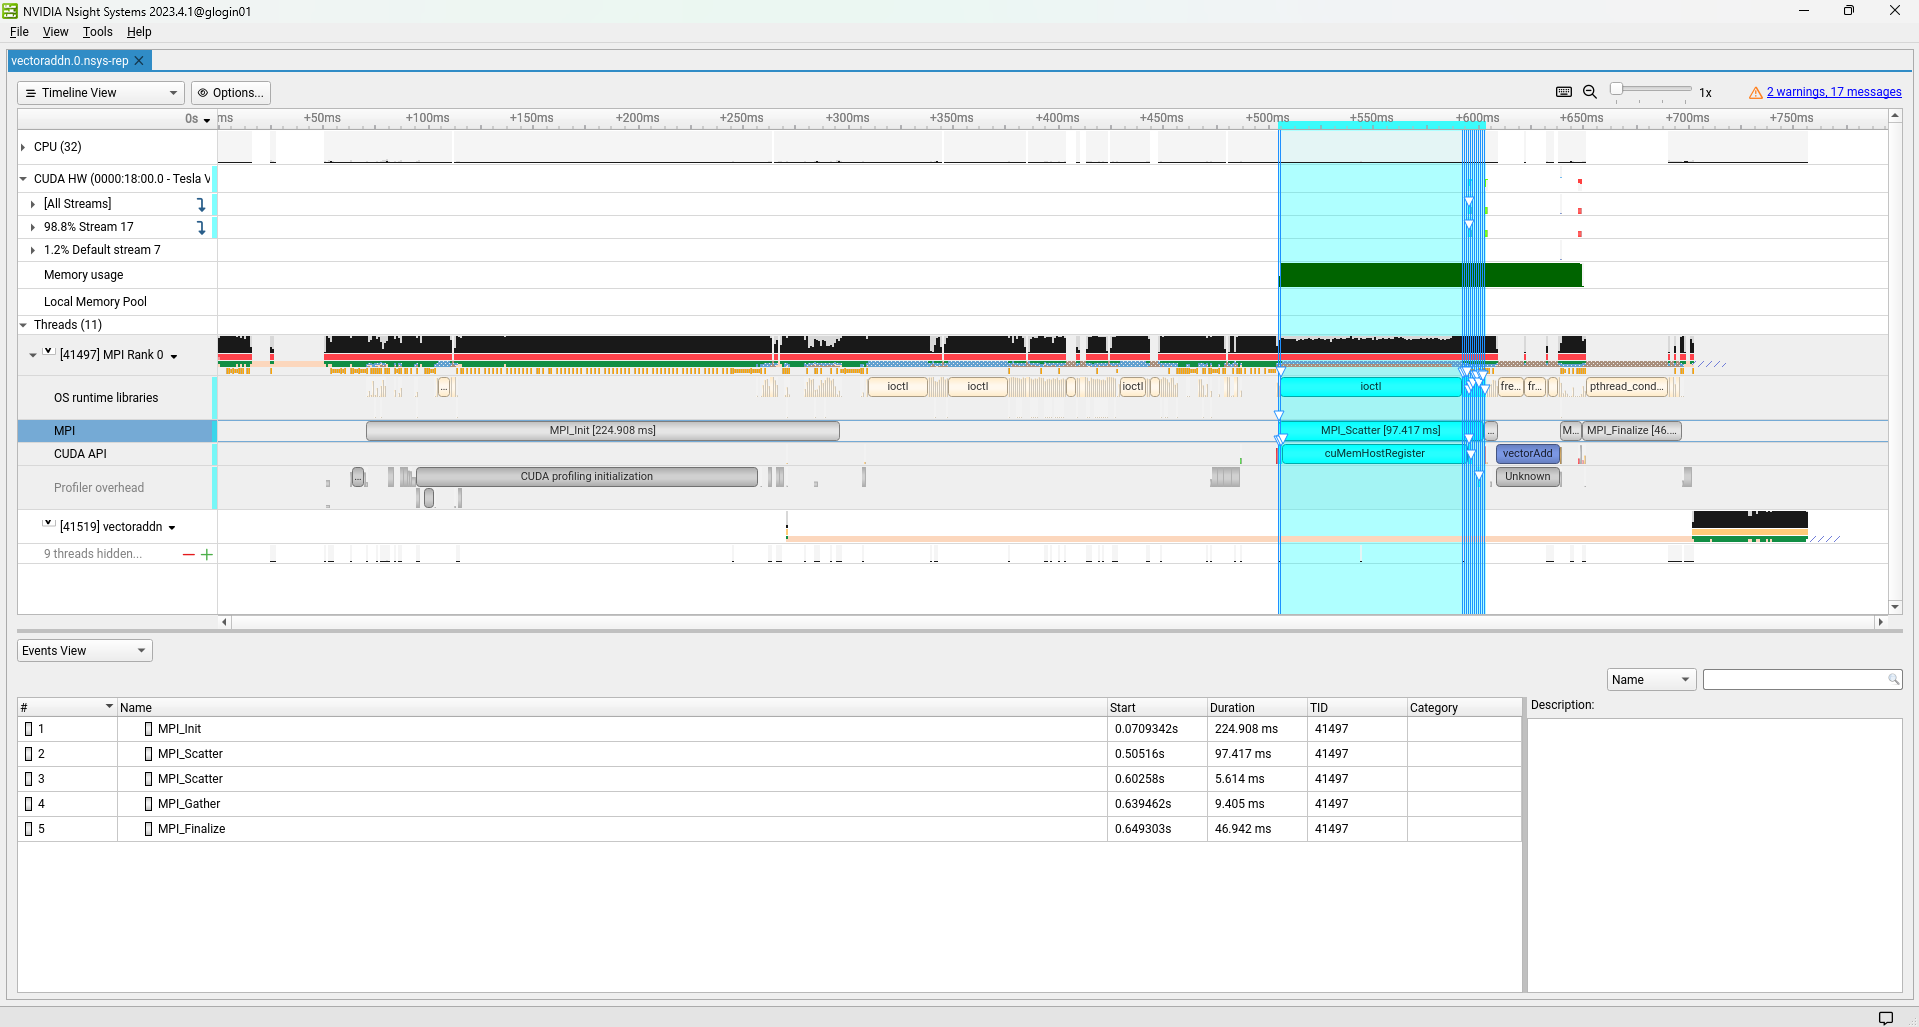 NVIDIA Nsight Systems 2023.4.1@glogin01
File View Tools Help
vectoraddn.0.nsys-rep
Timeline View Options... 1x 2 warnings, 17 messages
0s ms +50ms +100ms +150ms +200ms +250ms +300ms +350ms +400ms +450ms +500ms +550ms +600ms +650ms +700ms +750ms
CPU (32)
CUDA HW (0000:18:00.0 - Tesla V
[All Streams]
98.8% Stream 17
1.2% Default stream 7
Memory usage
Local Memory Pool
Threads (11)
[41497] MPI Rank 0
OS runtime libraries ... ioctl ioctl ioctl ioctl fre... fr... pthread_cond...
MPI MPI_Init [224.908 ms] MPI_Scatter [97.417 ms] ... M... MPI_Finalize [46....
CUDA API cuMemHostRegister vectorAdd
Profiler overhead ... CUDA profiling initialization Unknown
[41519] vectoraddn
9 threads hidden...
Events View
Name
# Name Start Duration TID Category Description:
1 MPI_Init 0.0709342s 224.908 ms 41497
2 MPI_Scatter 0.50516s 97.417 ms 41497
3 MPI_Scatter 0.60258s 5.614 ms 41497
4 MPI_Gather 0.639462s 9.405 ms 41497
5 MPI_Finalize 0.649303s 46.942 ms 41497